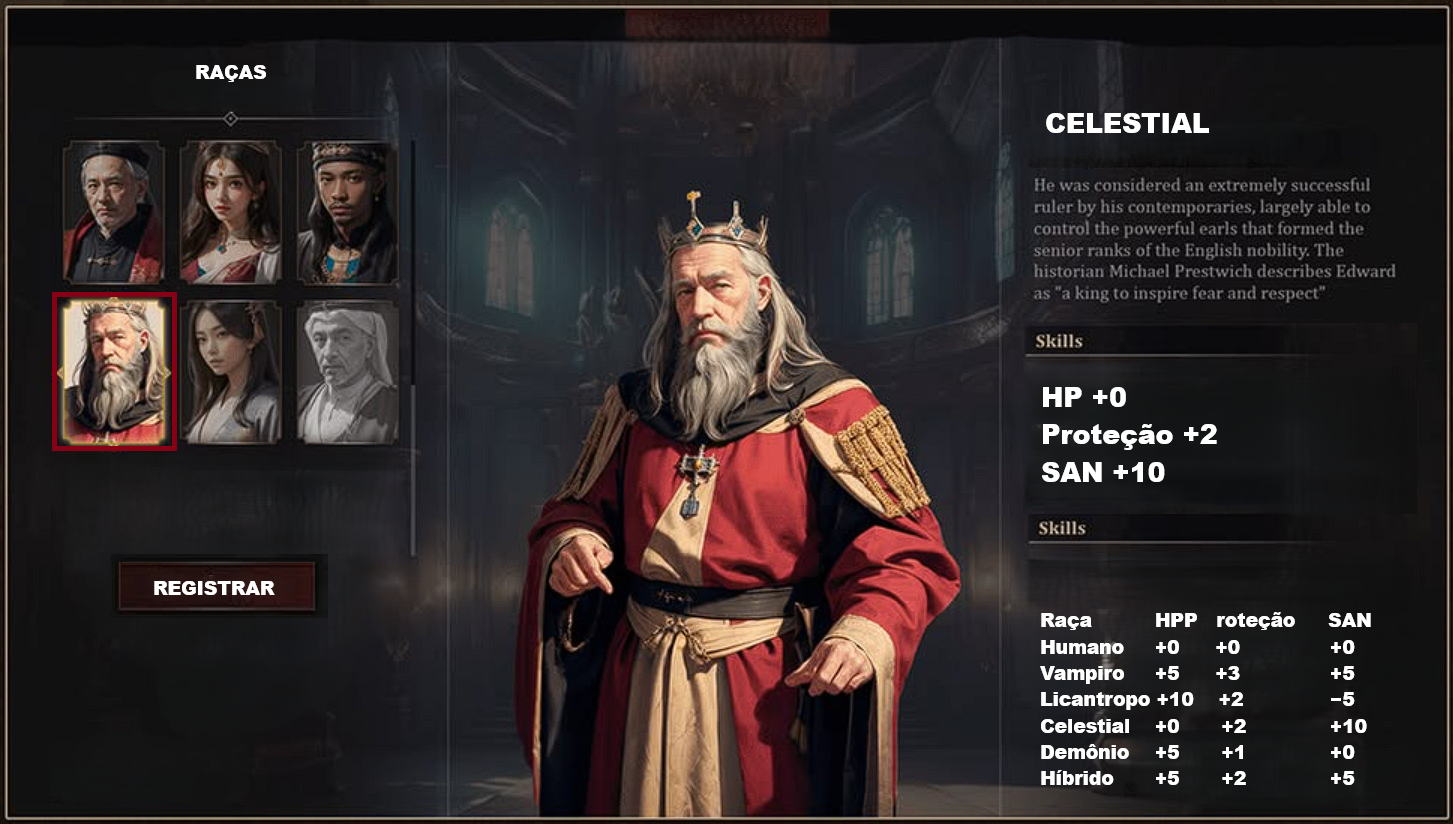 RAÇAS
REGISTRAR
CELESTIAL
He was considered an extremely successful
ruler by his contemporaries, largely able to
control the powerful earls that formed the
senior ranks of the English nobility. The
historian Michael Prestwich describes Edward
as "a king to inspire fear and respect"
Skills
HP +0
Proteção +2
SAN +10
Skills
Raça HPP roteção SAN
Humano +0 +0 +0
Vampiro +5 +3 +5
Licantropo +10 +2 −5
Celestial +0 +2 +10
Demônio +5 +1 +0
Híbrido +5 +2 +5